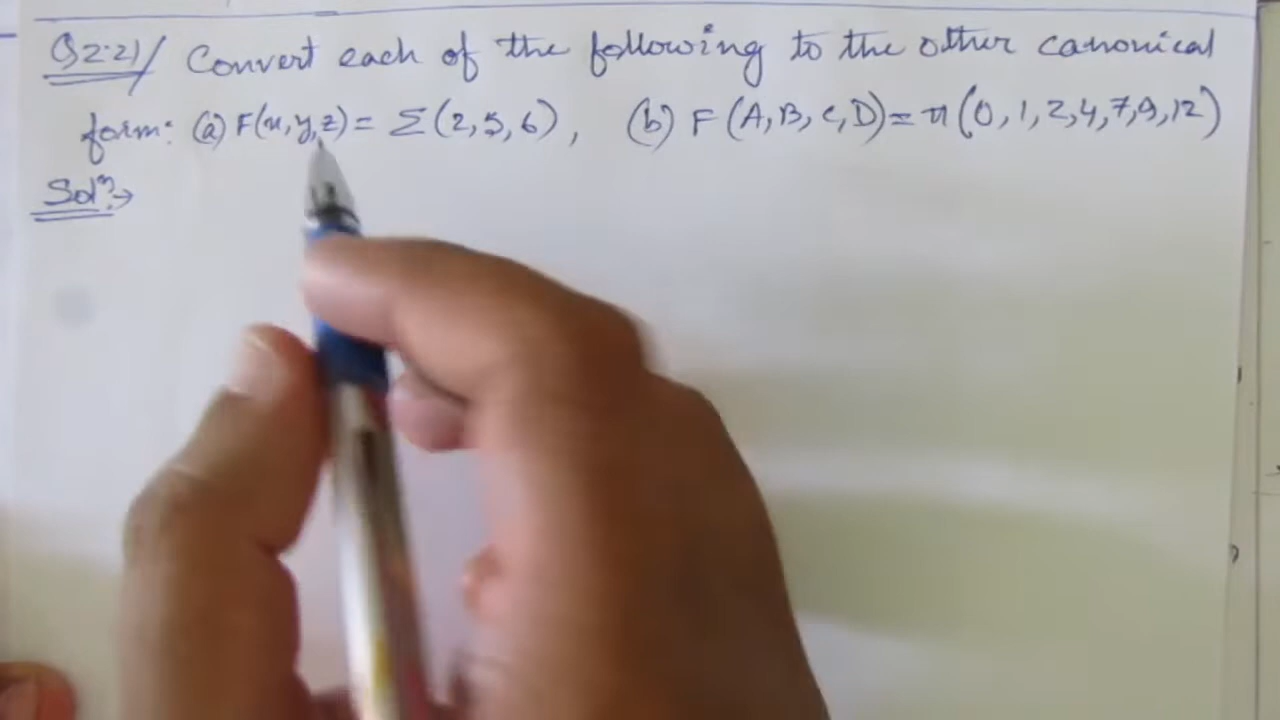 Q2.21/ Convert each of the following to the other canonical
form: (a) F(x,y,z) = Σ(2,5,6), (b) F(A,B,C,D) = π(0,1,2,4,7,9,12)
Solⁿ:→